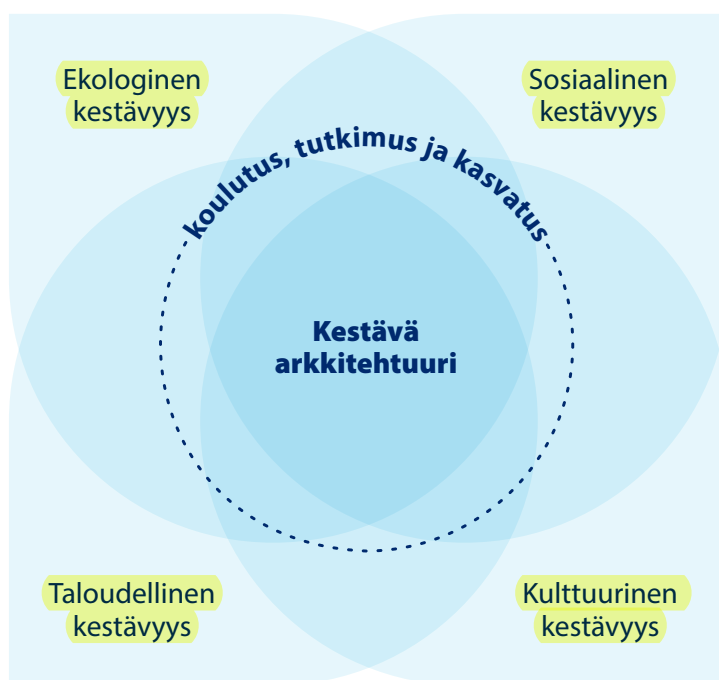 Ekologinen
kestävyys
Sosiaalinen
kestävyys
koulutus, tutkimus ja kasvatus
Kestävä
arkkitehtuuri
Taloudellinen
kestävyys
Kulttuurinen
kestävyys